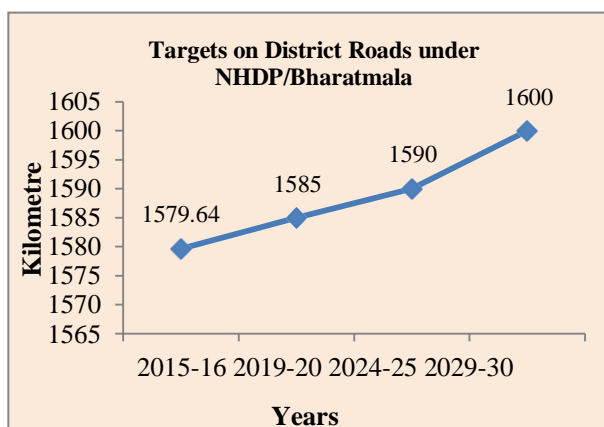 Targets on District Roads under
NHDP/Bharatmala
Kilometre
1605
1600
1595
1590
1585
1580
1575
1570
1565
1579.64
1585
1590
1600
2015-16 2019-20 2024-25 2029-30
Years